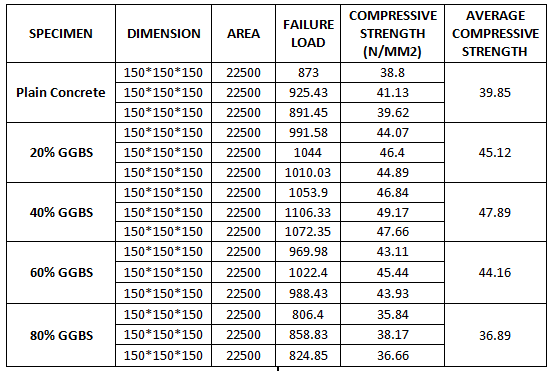 SPECIMEN DIMENSION AREA FAILURE LOAD COMPRESSIVE STRENGTH (N/MM2) AVERAGE COMPRESSIVE STRENGTH
Plain Concrete 150*150*150 22500 873 38.8 39.85
150*150*150 22500 925.43 41.13
150*150*150 22500 891.45 39.62
20% GGBS 150*150*150 22500 991.58 44.07 45.12
150*150*150 22500 1044 46.4
150*150*150 22500 1010.03 44.89
40% GGBS 150*150*150 22500 1053.9 46.84 47.89
150*150*150 22500 1106.33 49.17
150*150*150 22500 1072.35 47.66
60% GGBS 150*150*150 22500 969.98 43.11 44.16
150*150*150 22500 1022.4 45.44
150*150*150 22500 988.43 43.93
80% GGBS 150*150*150 22500 806.4 35.84 36.89
150*150*150 22500 858.83 38.17
150*150*150 22500 824.85 36.66